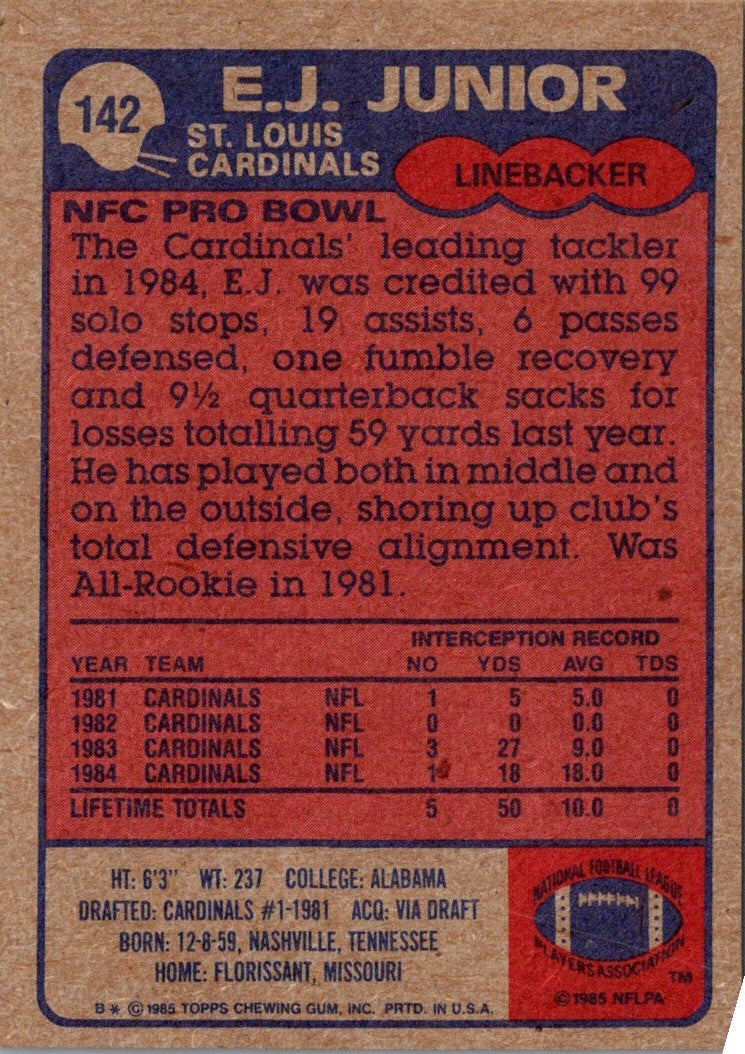 142
E.J. JUNIOR
ST. LOUIS
CARDINALS
LINEBACKER
NFC PRO BOWL
The Cardinals' leading tackler
in 1984, E.J. was credited with 99
solo stops, 19 assists, 6 passes
defensed, one fumble recovery
and 9½ quarterback sacks for
losses totalling 59 yards last year.
He has played both in middle and
on the outside, shoring up club's
total defensive alignment. Was
All-Rookie in 1981.
INTERCEPTION RECORD
YEAR TEAM NO YDS AVG TDS
1981 CARDINALS NFL 1 5 5.0 0
1982 CARDINALS NFL 0 0 0.0 0
1983 CARDINALS NFL 3 27 9.0 0
1984 CARDINALS NFL 1 18 18.0 0
LIFETIME TOTALS 5 50 10.0 0
HT: 6'3" WT: 237 COLLEGE: ALABAMA
DRAFTED: CARDINALS #1-1981 ACQ: VIA DRAFT
BORN: 12-8-59, NASHVILLE, TENNESSEE
HOME: FLORISSANT, MISSOURI
B* ©1985 TOPPS CHEWING GUM, INC. PRTD. IN U.S.A.
NATIONAL FOOTBALL LEAGUE
PLAYERS ASSOCIATION
TM
©1985 NFLPA